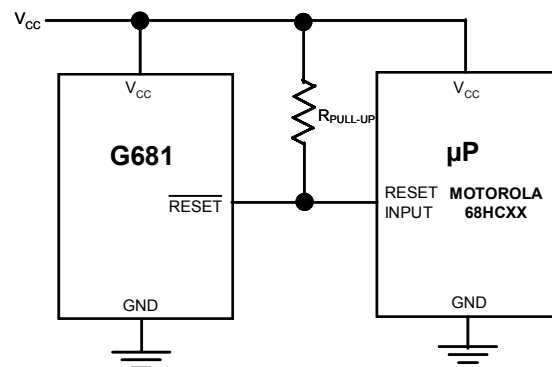 VCC
VCC
G681
RESET
GND
RPULL-UP
VCC
µP
RESET
INPUT
MOTOROLA
68HCXX
GND